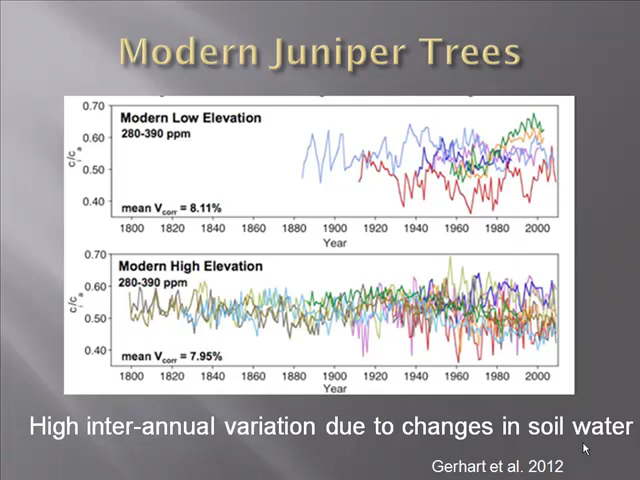 Modern Juniper Trees
0.70
Modern Low Elevation
280-390 ppm
0.60
0.50
0.40
ci/ca
mean Vcorr = 8.11%
1800 1820 1840 1860 1880 1900 1920 1940 1960 1980 2000
Year
0.70
Modern High Elevation
280-390 ppm
0.60
0.50
0.40
ci/ca
mean Vcorr = 7.95%
1800 1820 1840 1860 1880 1900 1920 1940 1960 1980 2000
Year
High inter-annual variation due to changes in soil water
Gerhart et al. 2012